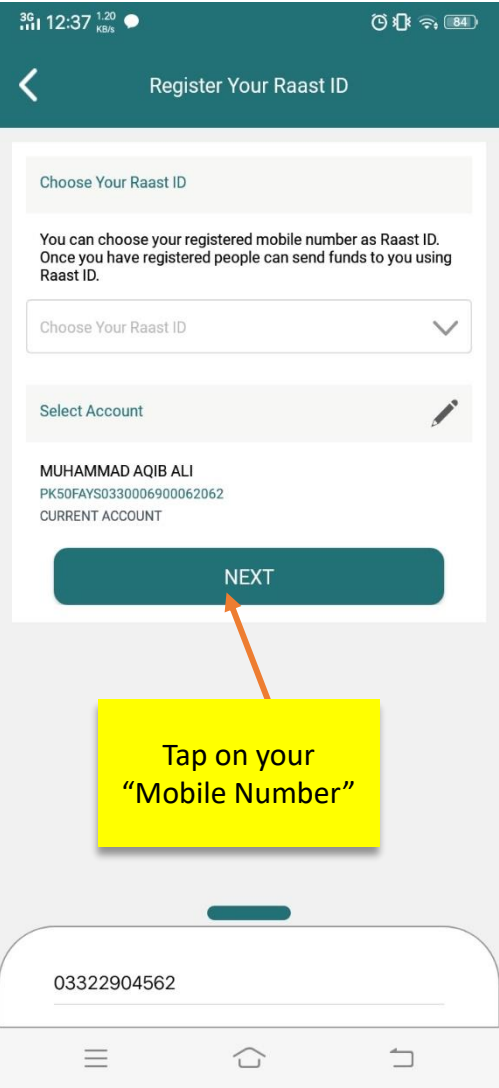 3G 12:37 1.20 KB/s 84
Register Your Raast ID
Choose Your Raast ID
You can choose your registered mobile number as Raast ID.
Once you have registered people can send funds to you using
Raast ID.
Choose Your Raast ID
Select Account
MUHAMMAD AQIB ALI
PK50FAYS0330006900062062
CURRENT ACCOUNT
NEXT
Tap on your
“Mobile Number”
03322904562